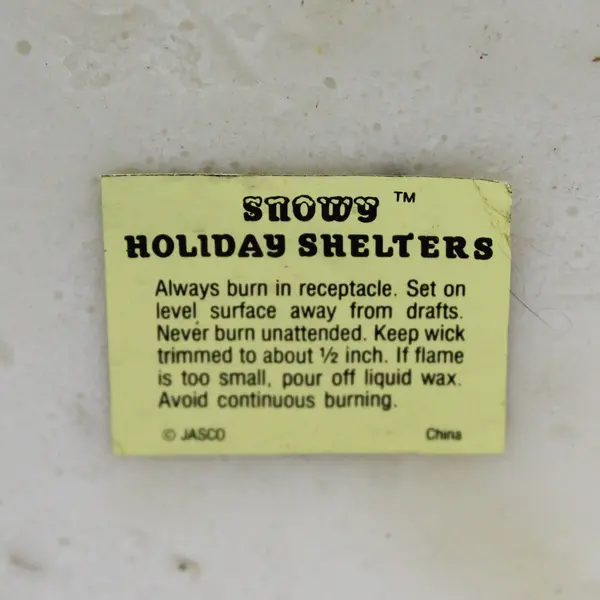 SNOWY ™
HOLIDAY SHELTERS
Always burn in receptacle. Set on
level surface away from drafts.
Never burn unattended. Keep wick
trimmed to about ½ inch. If flame
is too small, pour off liquid wax.
Avoid continuous burning.
© JASCO China